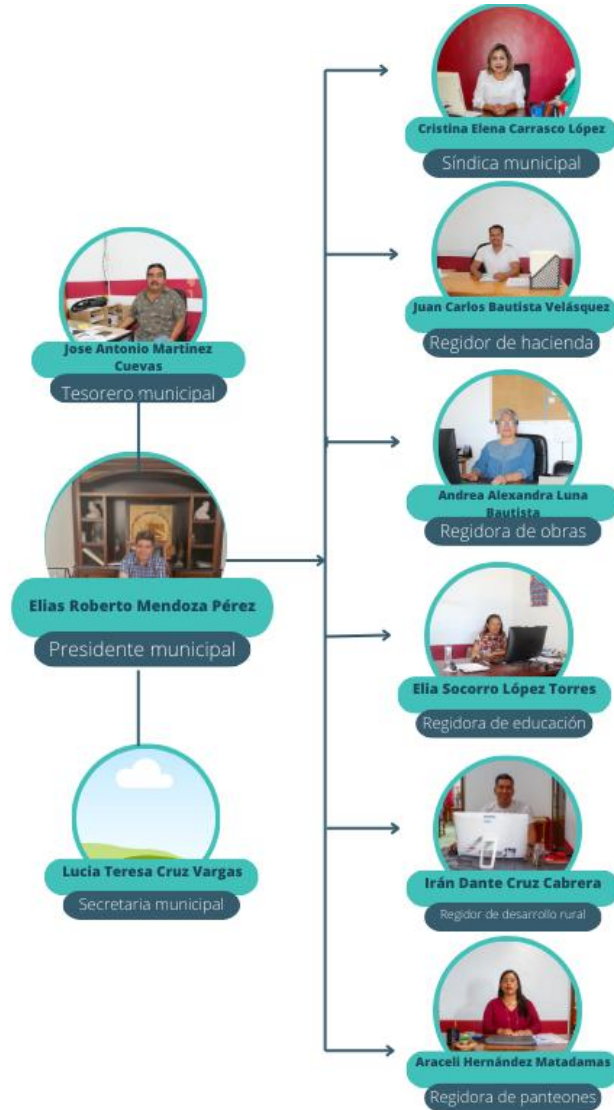 Cristina Elena Carrasco López
Síndica municipal
Juan Carlos Bautista Velásquez
Regidor de hacienda
Jose Antonio Martínez
Cuevas
Tesorero municipal
Andrea Alexandra Luna
Bautista
Regidora de obras
Elias Roberto Mendoza Pérez
Presidente municipal
Elia Socorro López Torres
Regidora de educación
Lucia Teresa Cruz Vargas
Secretaria municipal
Irán Dante Cruz Cabrera
Regidor de desarrollo rural
Araceli Hernández Matadamas
Regidora de panteones